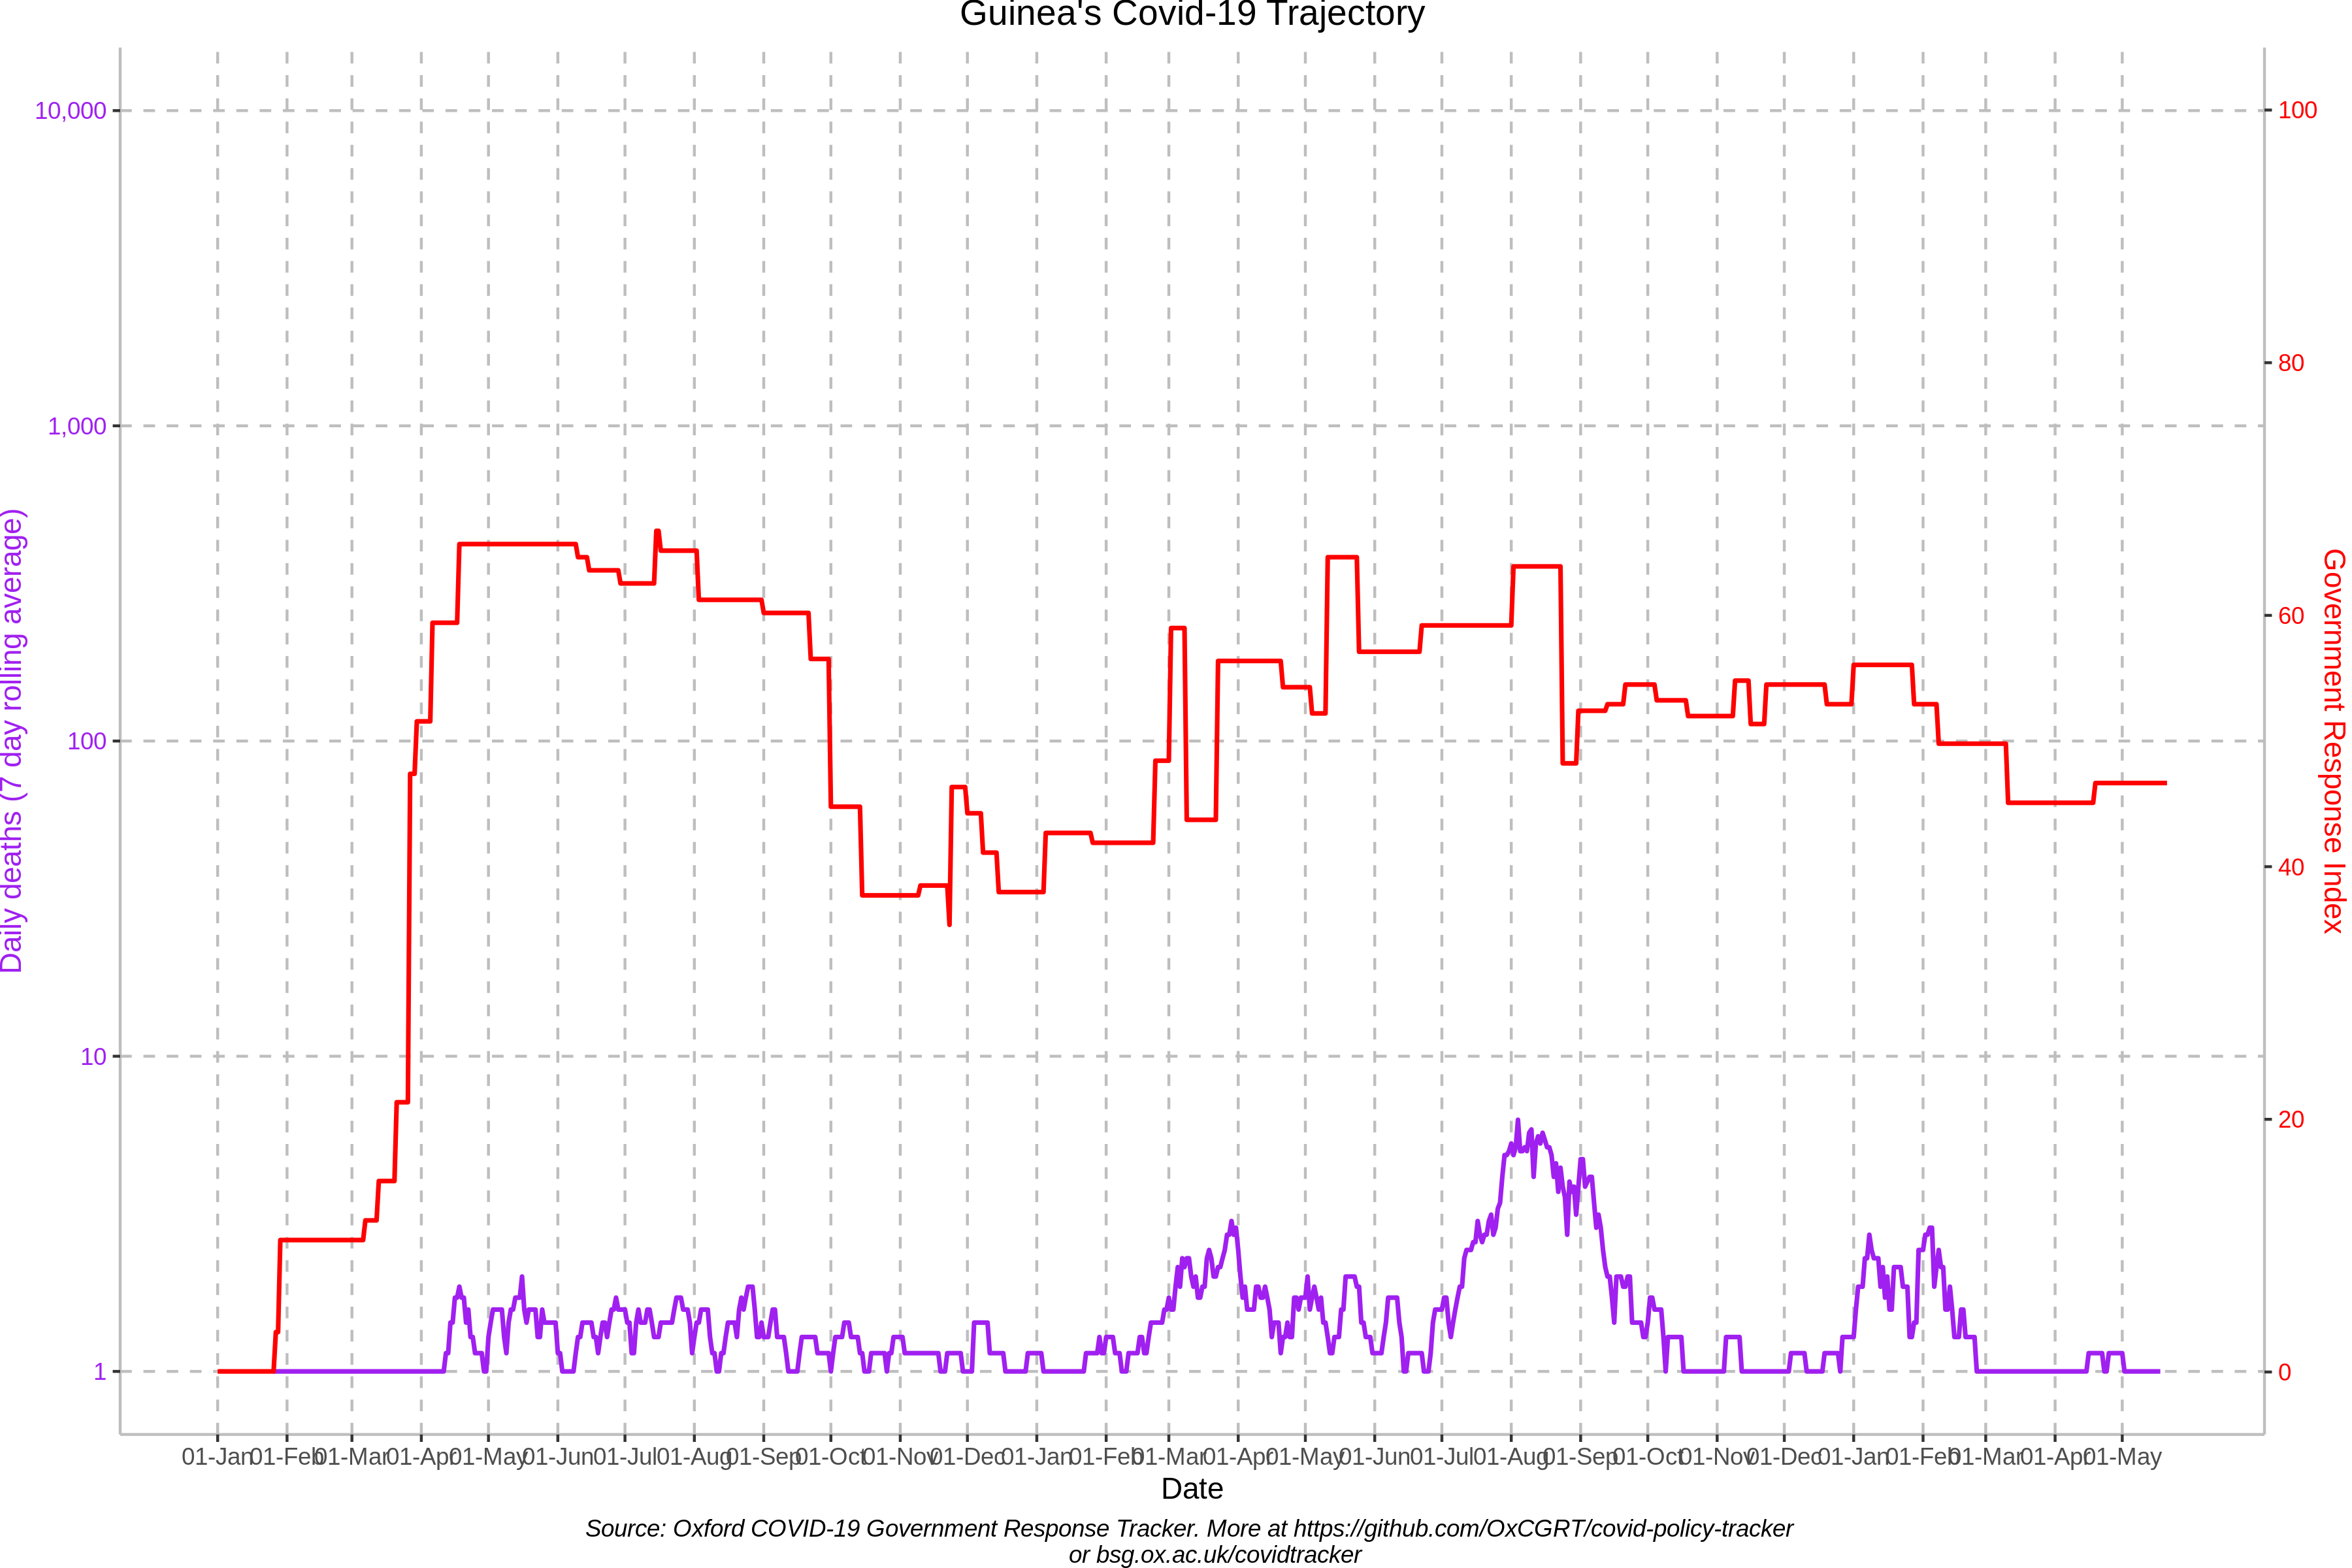 Guinea's Covid-19 Trajectory
10,000
1,000
100
10
1
Daily deaths (7 day rolling average)
100
80
60
40
20
0
Government Response Index
01-Jan 01-Feb 01-Mar 01-Apr 01-May 01-Jun 01-Jul 01-Aug 01-Sep 01-Oct 01-Nov 01-Dec 01-Jan 01-Feb 01-Mar 01-Apr 01-May 01-Jun 01-Jul 01-Aug 01-Sep 01-Oct 01-Nov 01-Dec 01-Jan 01-Feb 01-Mar 01-Apr 01-May
Date
Source: Oxford COVID-19 Government Response Tracker. More at https://github.com/OxCGRT/covid-policy-tracker
or bsg.ox.ac.uk/covidtracker